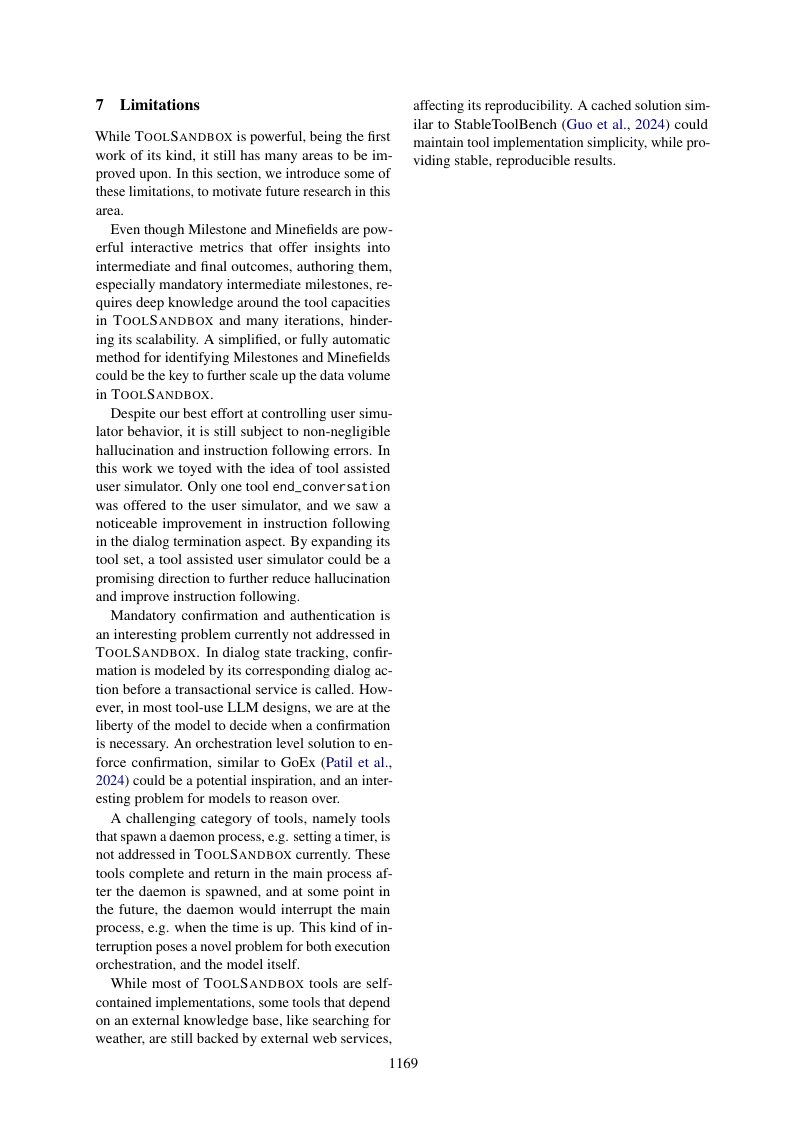 7 Limitations
While TOOLSANDBOX is powerful, being the first
work of its kind, it still has many areas to be im-
proved upon. In this section, we introduce some of
these limitations, to motivate future research in this
area.
Even though Milestone and Minefields are pow-
erful interactive metrics that offer insights into
intermediate and final outcomes, authoring them,
especially mandatory intermediate milestones, re-
quires deep knowledge around the tool capacities
in TOOLSANDBOX and many iterations, hinder-
ing its scalability. A simplified, or fully automatic
method for identifying Milestones and Minefields
could be the key to further scale up the data volume
in TOOLSANDBOX.
Despite our best effort at controlling user simu-
lator behavior, it is still subject to non-negligible
hallucination and instruction following errors. In
this work we toyed with the idea of tool assisted
user simulator. Only one tool end_conversation
was offered to the user simulator, and we saw a
noticeable improvement in instruction following
in the dialog termination aspect. By expanding its
tool set, a tool assisted user simulator could be a
promising direction to further reduce hallucination
and improve instruction following.
Mandatory confirmation and authentication is
an interesting problem currently not addressed in
TOOLSANDBOX. In dialog state tracking, confir-
mation is modeled by its corresponding dialog ac-
tion before a transactional service is called. How-
ever, in most tool-use LLM designs, we are at the
liberty of the model to decide when a confirmation
is necessary. An orchestration level solution to en-
force confirmation, similar to GoEx (Patil et al.,
2024) could be a potential inspiration, and an inter-
esting problem for models to reason over.
A challenging category of tools, namely tools
that spawn a daemon process, e.g. setting a timer, is
not addressed in TOOLSANDBOX currently. These
tools complete and return in the main process af-
ter the daemon is spawned, and at some point in
the future, the daemon would interrupt the main
process, e.g. when the time is up. This kind of in-
terruption poses a novel problem for both execution
orchestration, and the model itself.
While most of TOOLSANDBOX tools are self-
contained implementations, some tools that depend
on an external knowledge base, like searching for
weather, are still backed by external web services,
affecting its reproducibility. A cached solution sim-
ilar to StableToolBench (Guo et al., 2024) could
maintain tool implementation simplicity, while pro-
viding stable, reproducible results.
1169